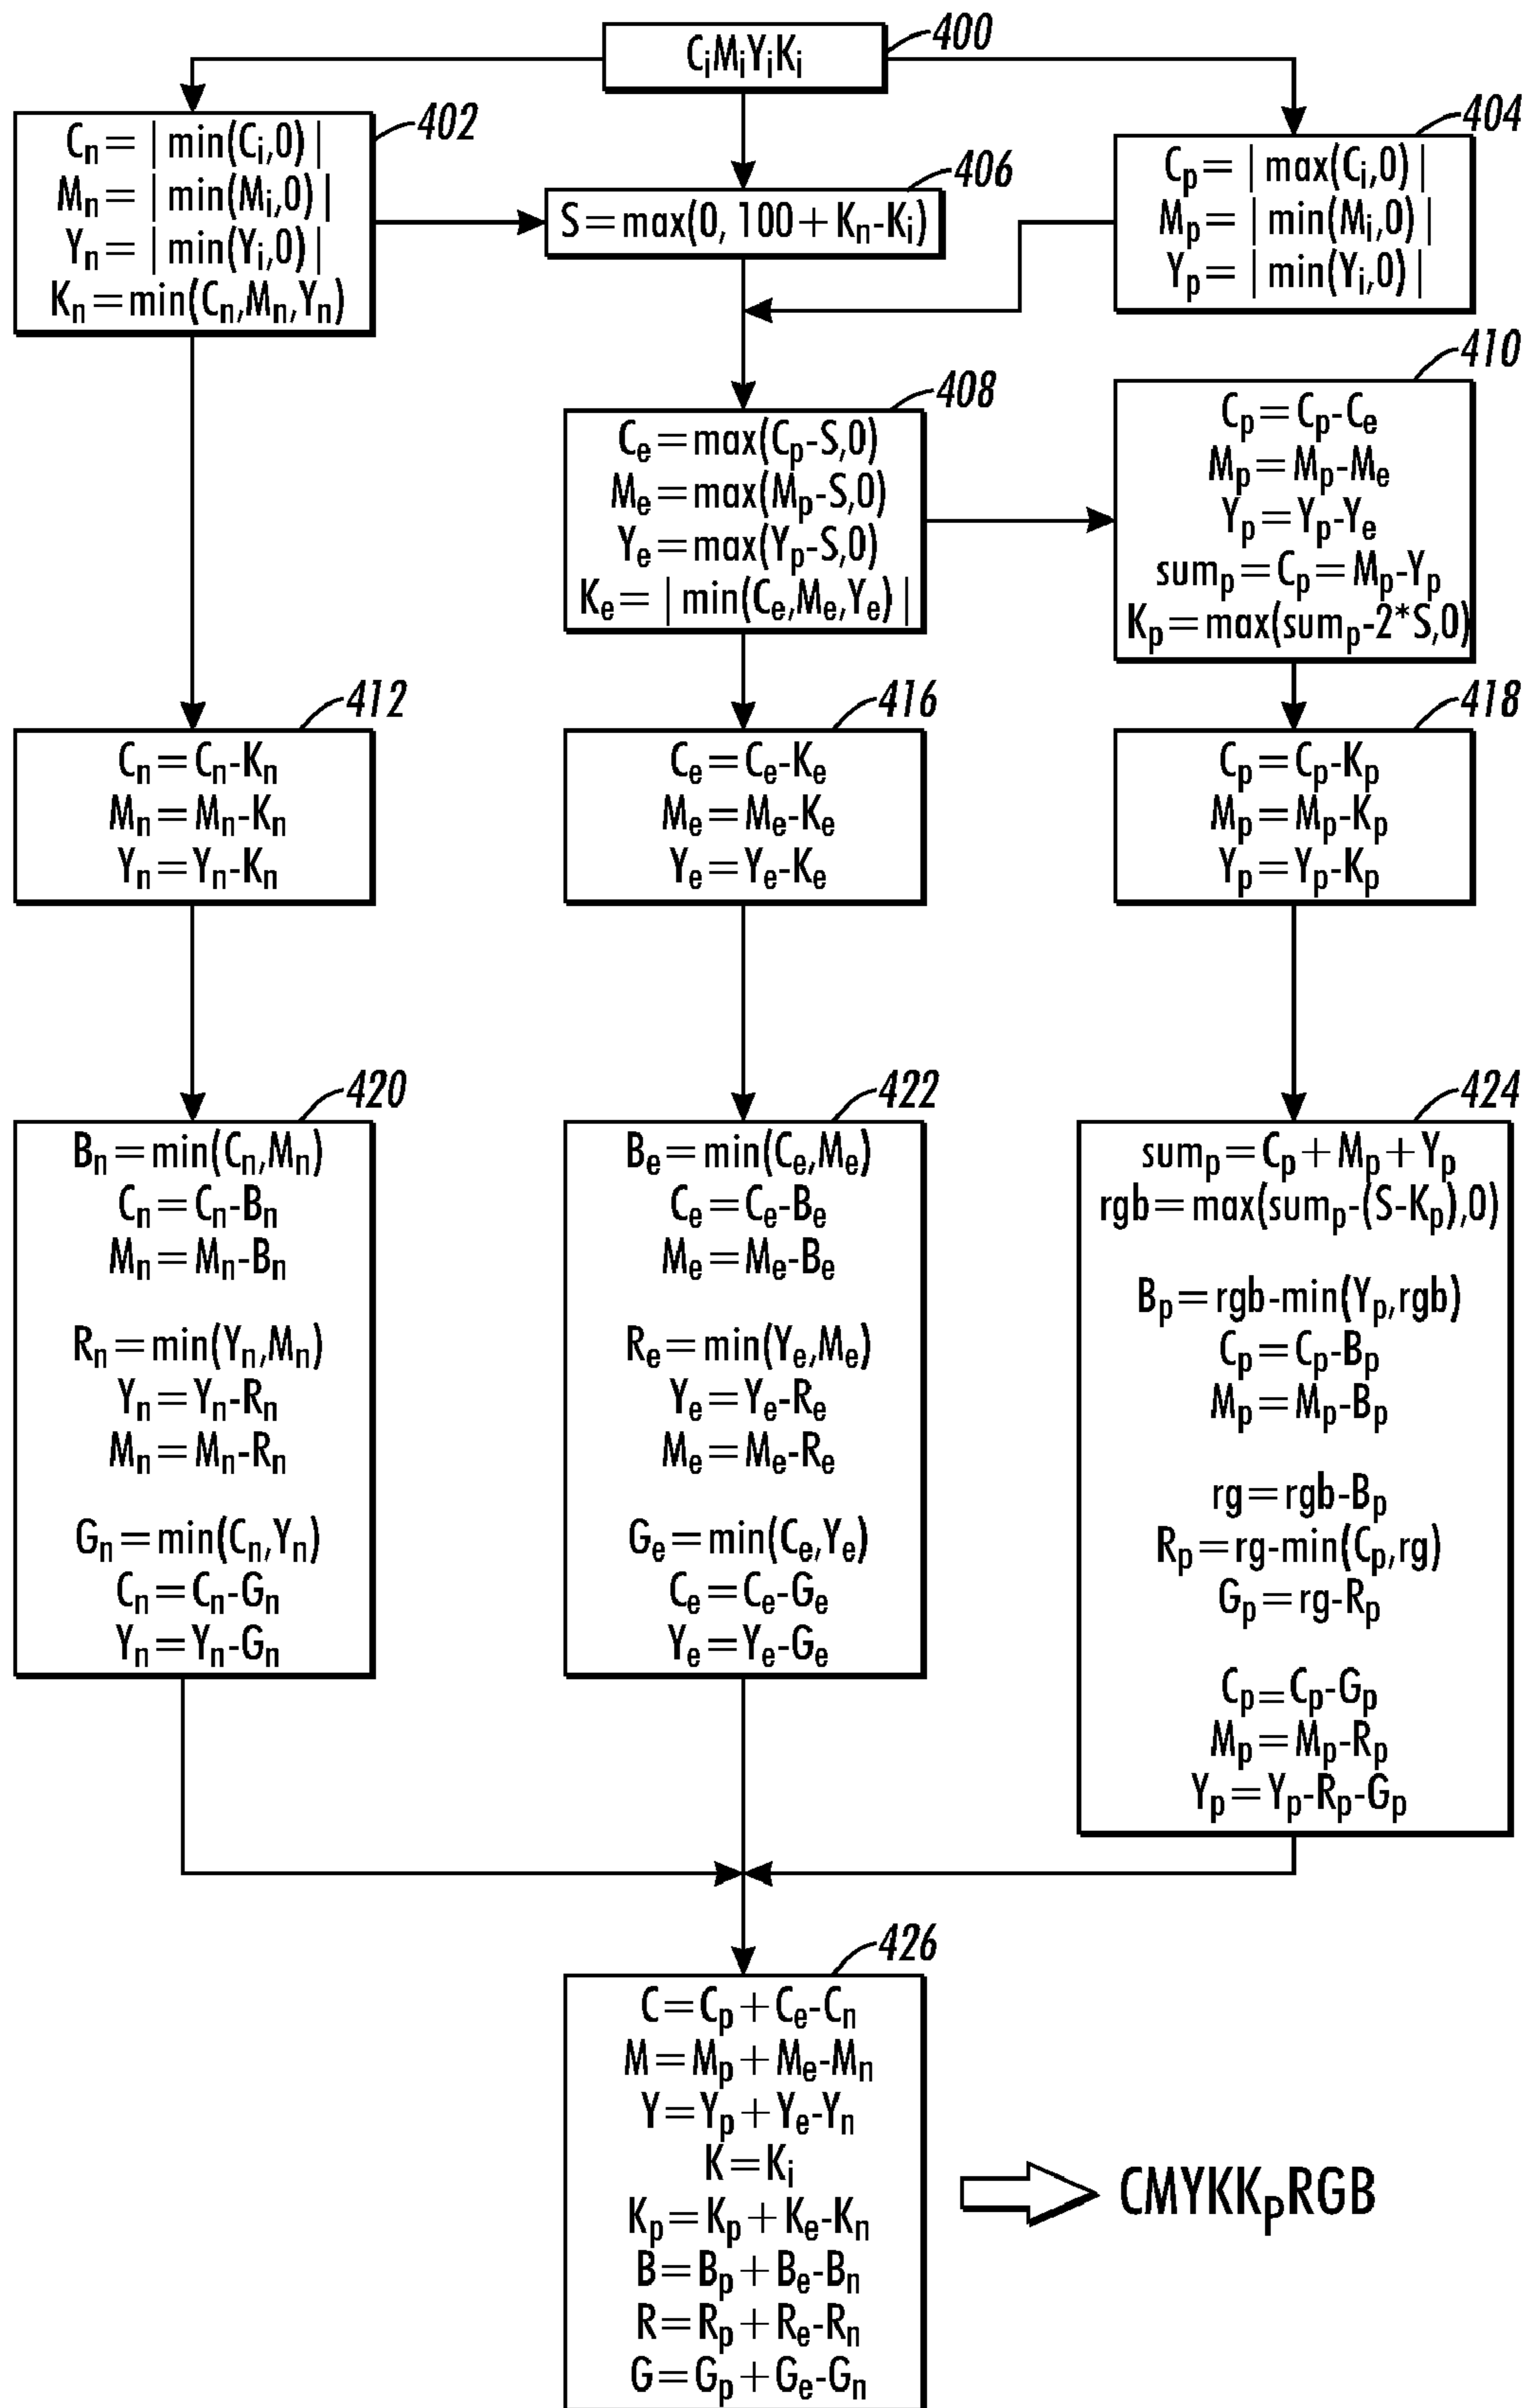 400
CᵢMᵢYᵢKᵢ
402
Cₙ=|min(Cᵢ,0)|
Mₙ=|min(Mᵢ,0)|
Yₙ=|min(Yᵢ,0)|
Kₙ=min(Cₙ,Mₙ,Yₙ)
406
S=max(0, 100+Kₙ-Kᵢ)
404
Cₚ=|max(Cᵢ,0)|
Mₚ=|min(Mᵢ,0)|
Yₚ=|min(Yᵢ,0)|
408
Cₑ=max(Cₚ-S,0)
Mₑ=max(Mₚ-S,0)
Yₑ=max(Yₚ-S,0)
Kₑ=|min(Cₑ,Mₑ,Yₑ)|
410
Cₚ=Cₚ-Cₑ
Mₚ=Mₚ-Mₑ
Yₚ=Yₚ-Yₑ
sumₚ=Cₚ=Mₚ-Yₚ
Kₚ=max(sumₚ-2*S,0)
412
Cₙ=Cₙ-Kₙ
Mₙ=Mₙ-Kₙ
Yₙ=Yₙ-Kₙ
416
Cₑ=Cₑ-Kₑ
Mₑ=Mₑ-Kₑ
Yₑ=Yₑ-Kₑ
418
Cₚ=Cₚ-Kₚ
Mₚ=Mₚ-Kₚ
Yₚ=Yₚ-Kₚ
420
Bₙ=min(Cₙ,Mₙ)
Cₙ=Cₙ-Bₙ
Mₙ=Mₙ-Bₙ
Rₙ=min(Yₙ,Mₙ)
Yₙ=Yₙ-Rₙ
Mₙ=Mₙ-Rₙ
Gₙ=min(Cₙ,Yₙ)
Cₙ=Cₙ-Gₙ
Yₙ=Yₙ-Gₙ
422
Bₑ=min(Cₑ,Mₑ)
Cₑ=Cₑ-Bₑ
Mₑ=Mₑ-Bₑ
Rₑ=min(Yₑ,Mₑ)
Yₑ=Yₑ-Rₑ
Mₑ=Mₑ-Rₑ
Gₑ=min(Cₑ,Yₑ)
Cₑ=Cₑ-Gₑ
Yₑ=Yₑ-Gₑ
424
sumₚ=Cₚ+Mₚ+Yₚ
rgb=max(sumₚ-(S-Kₚ),0)
Bₚ=rgb-min(Yₚ,rgb)
Cₚ=Cₚ-Bₚ
Mₚ=Mₚ-Bₚ
rg=rgb-Bₚ
Rₚ=rg-min(Cₚ,rg)
Gₚ=rg-Rₚ
Cₚ=Cₚ-Gₚ
Mₚ=Mₚ-Rₚ
Yₚ=Yₚ-Rₚ-Gₚ
426
C=Cₚ+Cₑ-Cₙ
M=Mₚ+Mₑ-Mₙ
Y=Yₚ+Yₑ-Yₙ
K=Kᵢ
Kₚ=Kₚ+Kₑ-Kₙ
B=Bₚ+Bₑ-Bₙ
R=Rₚ+Rₑ-Rₙ
G=Gₚ+Gₑ-Gₙ
CMYKKₚRGB